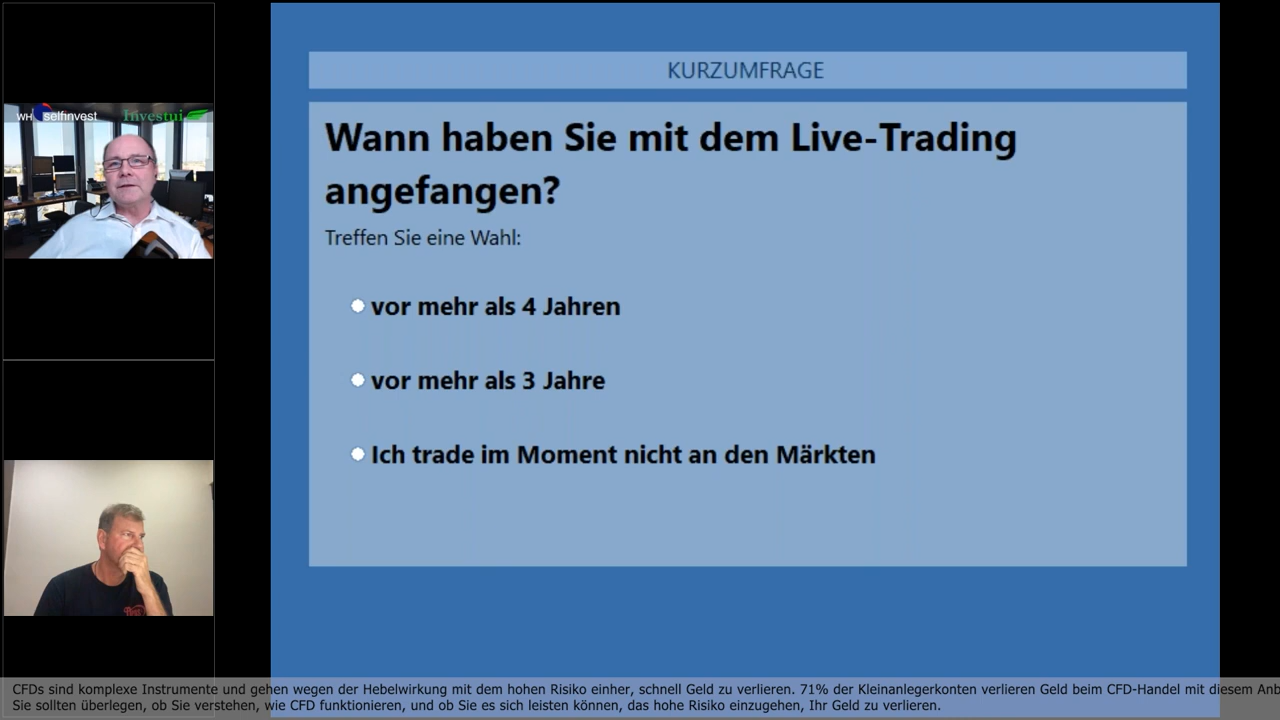 WH selfinvest
Investui
KURZUMFRAGE
Wann haben Sie mit dem Live-Trading
angefangen?
Treffen Sie eine Wahl:
vor mehr als 4 Jahren
vor mehr als 3 Jahre
Ich trade im Moment nicht an den Märkten
CFDs sind komplexe Instrumente und gehen wegen der Hebelwirkung mit dem hohen Risiko einher, schnell Geld zu verlieren. 71% der Kleinanlegerkonten verlieren Geld beim CFD-Handel mit diesem Anb
Sie sollten überlegen, ob Sie verstehen, wie CFD funktionieren, und ob Sie es sich leisten können, das hohe Risiko einzugehen, Ihr Geld zu verlieren.